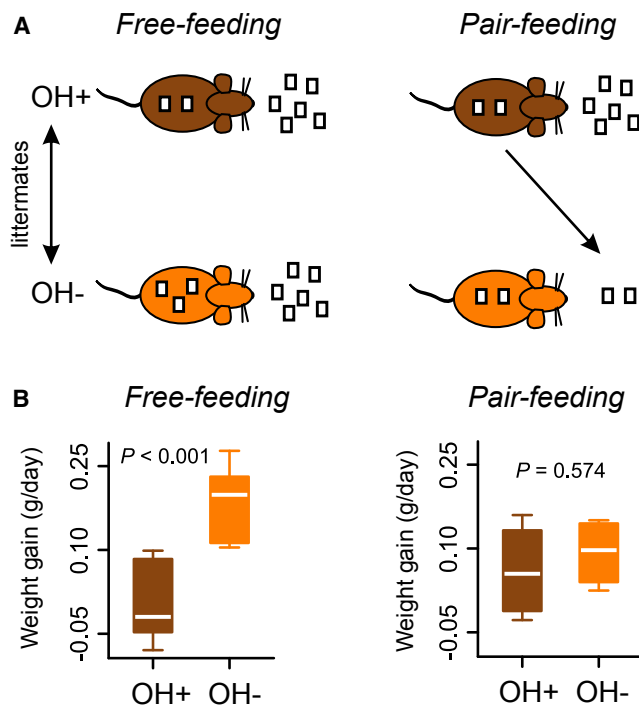 A
Free-feeding
Pair-feeding
OH+
littermates
OH-
B
Free-feeding
Pair-feeding
Weight gain (g/day)
0.25
0.10
-0.05
P < 0.001
OH+ OH-
Weight gain (g/day)
0.25
0.10
-0.05
P = 0.574
OH+ OH-